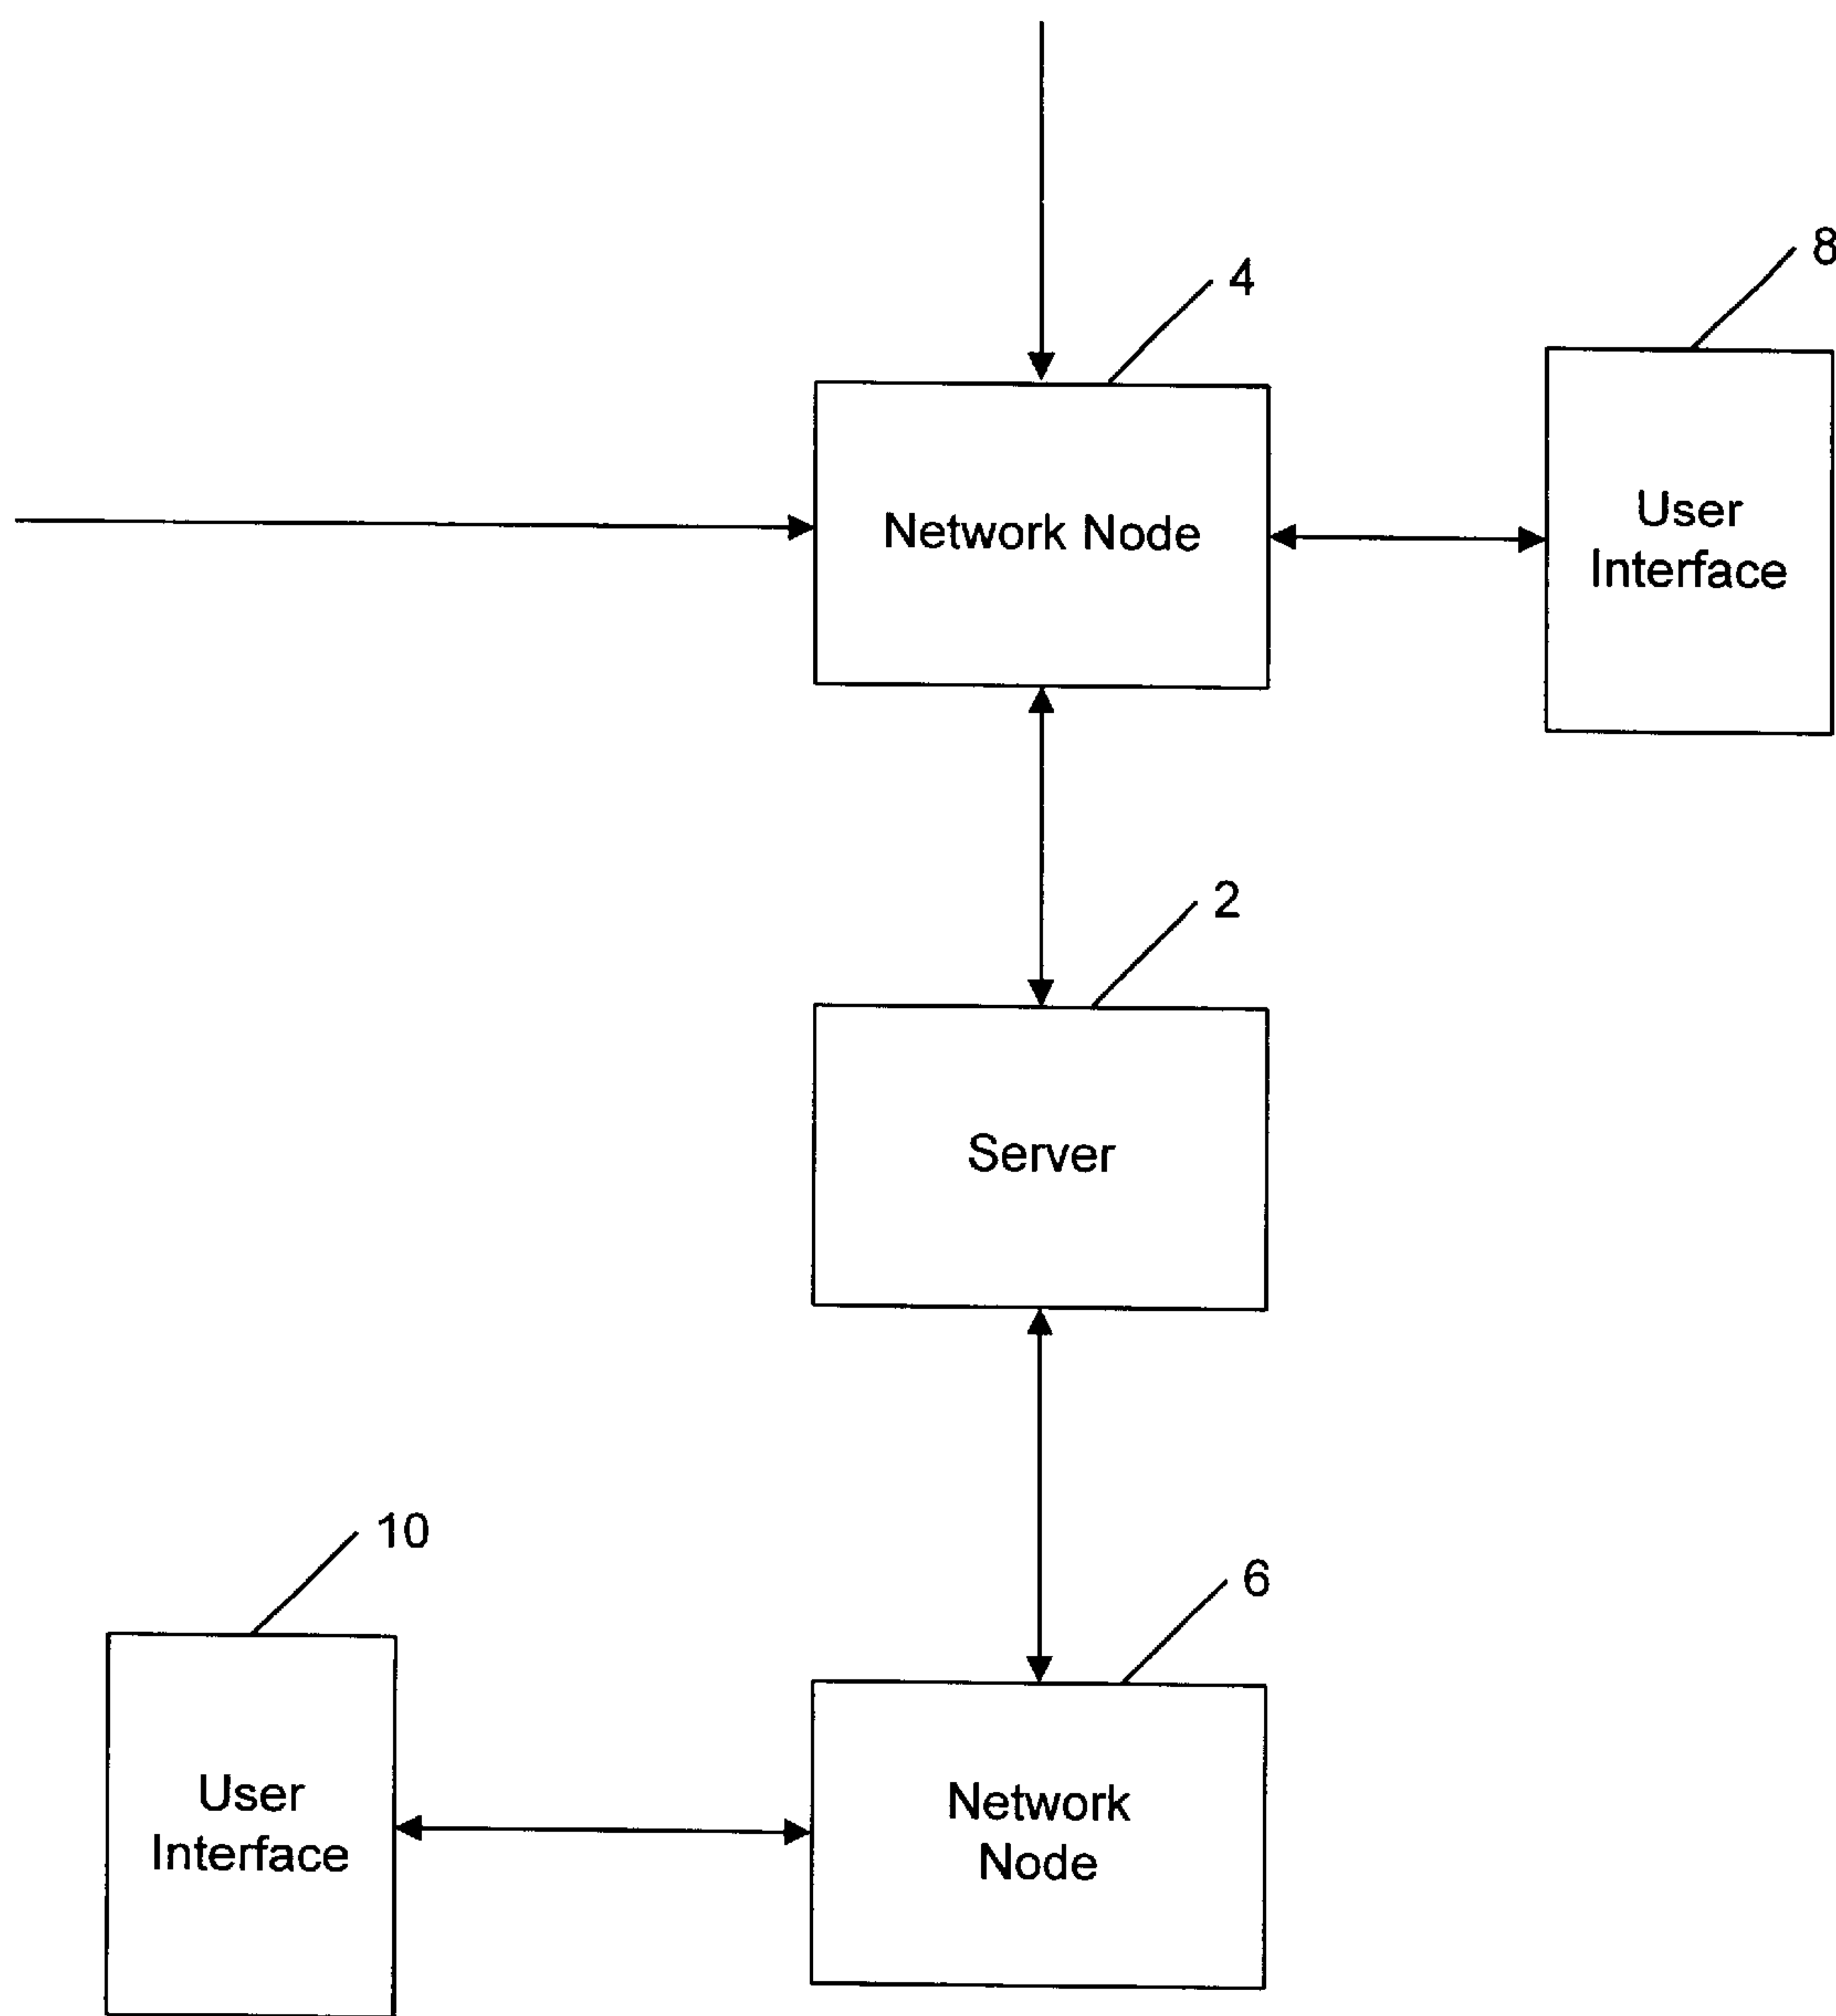 8
4
User
Interface
Network Node
2
Server
10
6
User
Interface
Network
Node